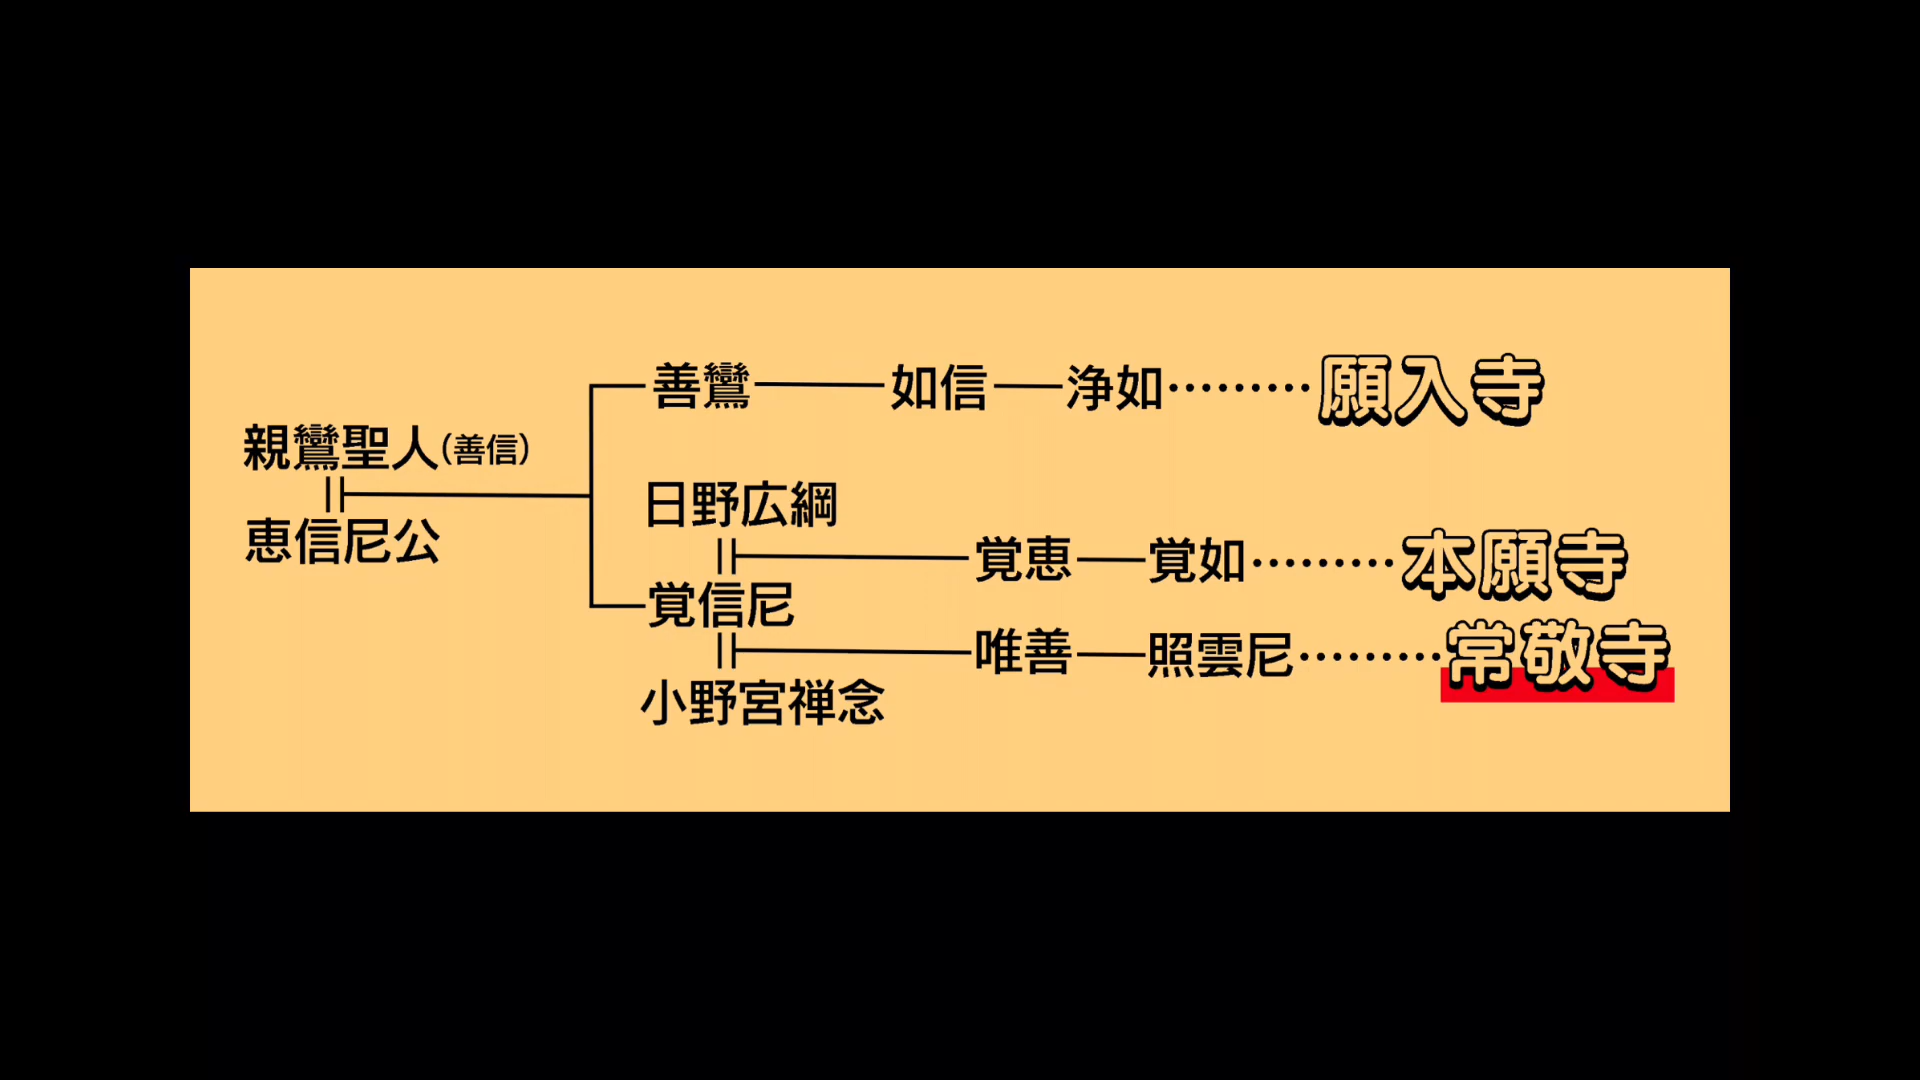 親鸞聖人(善信)
恵信尼公
善鸞 如信 浄如………願入寺
日野広綱
覚信尼
小野宮禅念
覚恵 覚如………本願寺
唯善 照雲尼………常敬寺